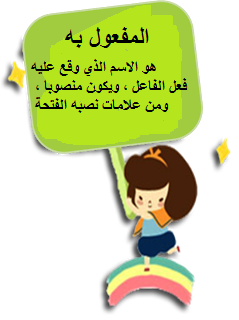 المفعول به
هو الاسم الذي وقع عليه
فعل الفاعل ، ويكون منصوبا ،
ومن علامات نصبه الفتحة